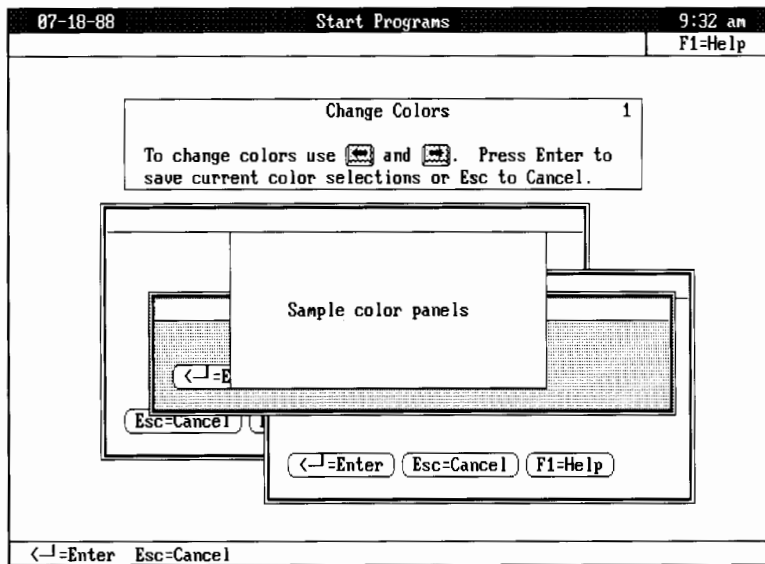 07-18-88 Start Programs 9:32 am
F1=Help
Change Colors 1
To change colors use ← and →. Press Enter to
save current color selections or Esc to Cancel.
Sample color panels
<─┘=E
Esc=Cancel
<─┘=Enter Esc=Cancel F1=Help
<─┘=Enter Esc=Cancel